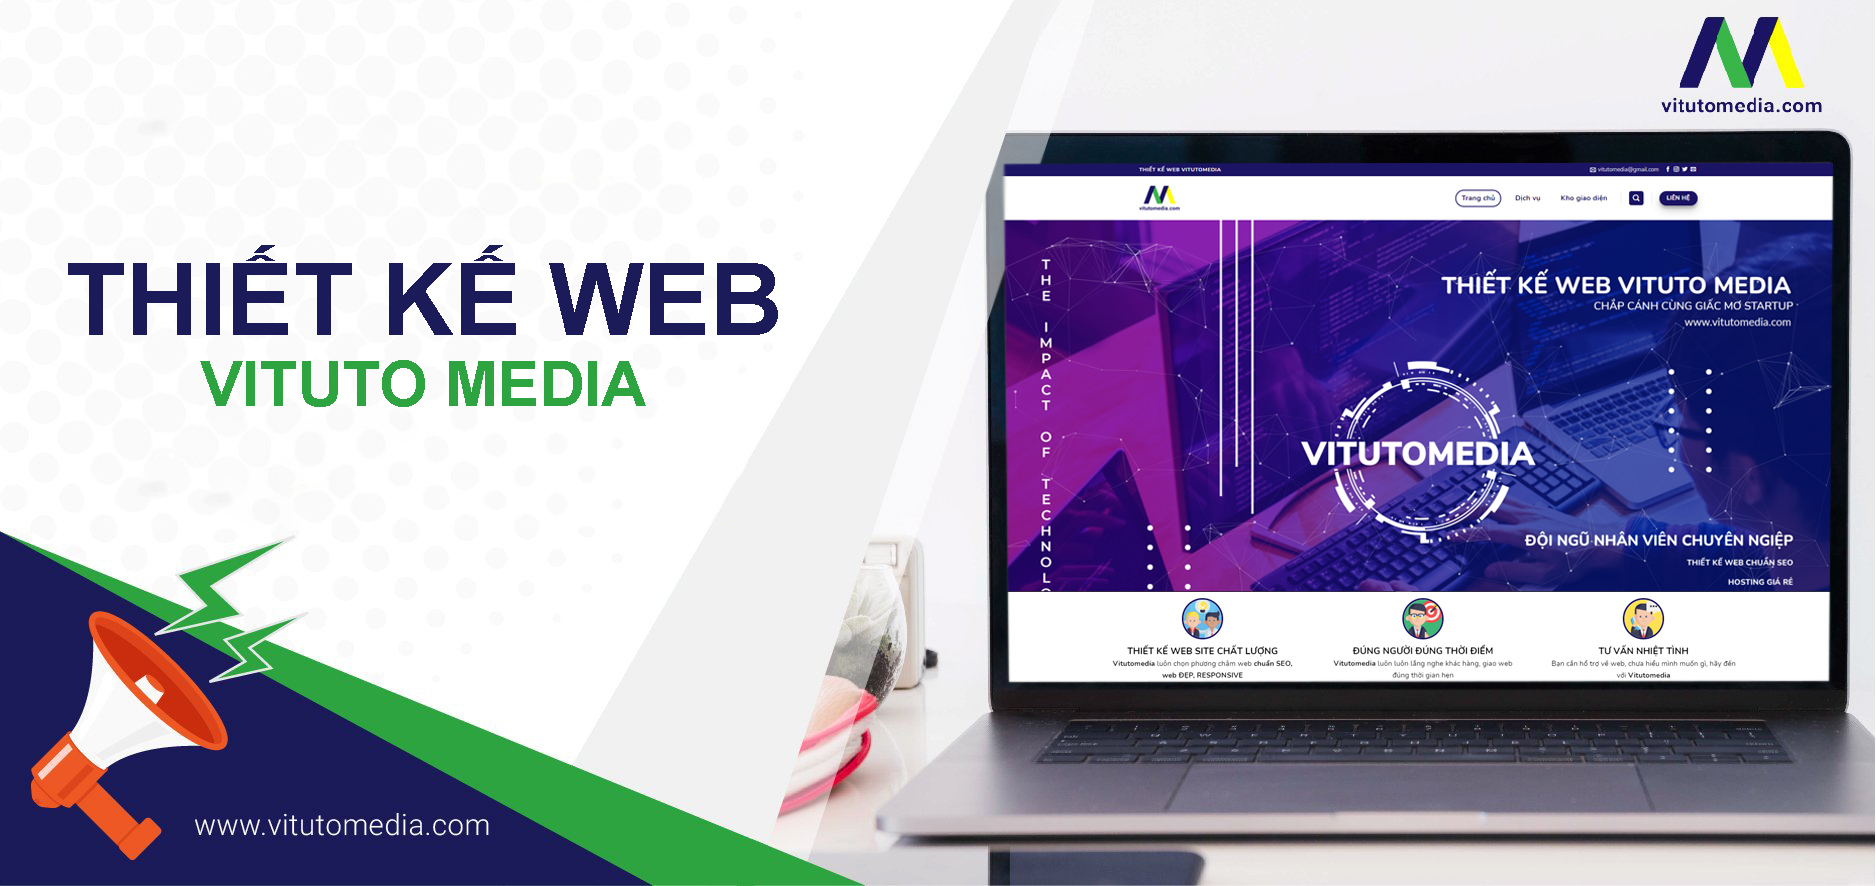 THIẾT KẾ WEB
VITUTO MEDIA
www.vitutomedia.com
vitutomedia.com
THIẾT KẾ WEB VITUTOMEDIA
vitutomedia@gmail.com
vitutomedia.com
Trang chủ
Dịch vụ
Kho giao diện
LIÊN HỆ
THE IMPACT OF TECHNOLO
THIẾT KẾ WEB VITUTO MEDIA
CHẮP CÁNH CÙNG GIẤC MƠ STARTUP
www.vitutomedia.com
VITUTOMEDIA
ĐỘI NGŨ NHÂN VIÊN CHUYÊN NGIỆP
THIẾT KẾ WEB CHUẨN SEO
HOSTING GIÁ RẺ
THIẾT KẾ WEB SITE CHẤT LƯỢNG
Vitutomedia luôn chọn phương châm web chuẩn SEO,
web ĐẸP, RESPONSIVE
ĐÚNG NGƯỜI ĐÚNG THỜI ĐIỂM
Vitutomedia luôn luôn lắng nghe khác hàng, giao web
đúng thời gian hẹn
TƯ VẤN NHIỆT TÌNH
Bạn cần hổ trợ về web, chưa hiểu mình muốn gì, hãy đến
với Vitutomedia